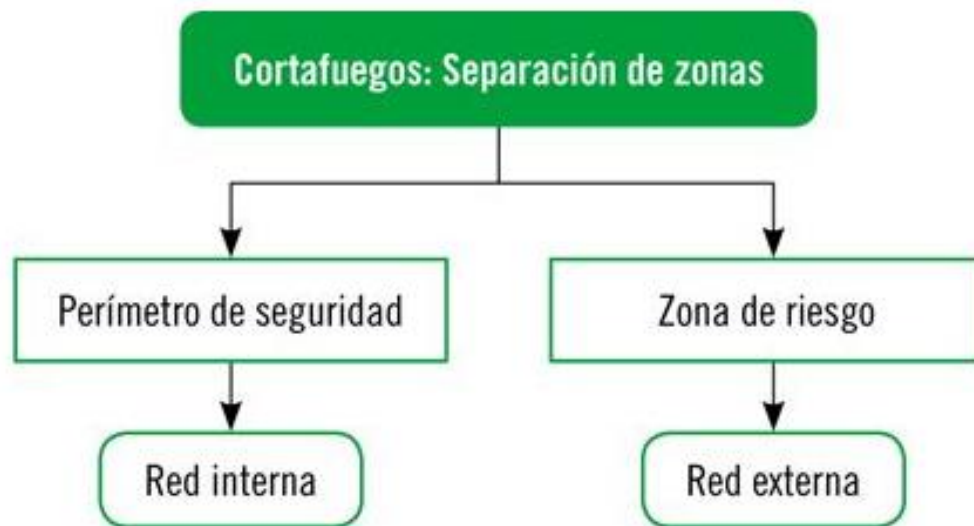 Cortafuegos: Separación de zonas
Perímetro de seguridad
Zona de riesgo
Red interna
Red externa